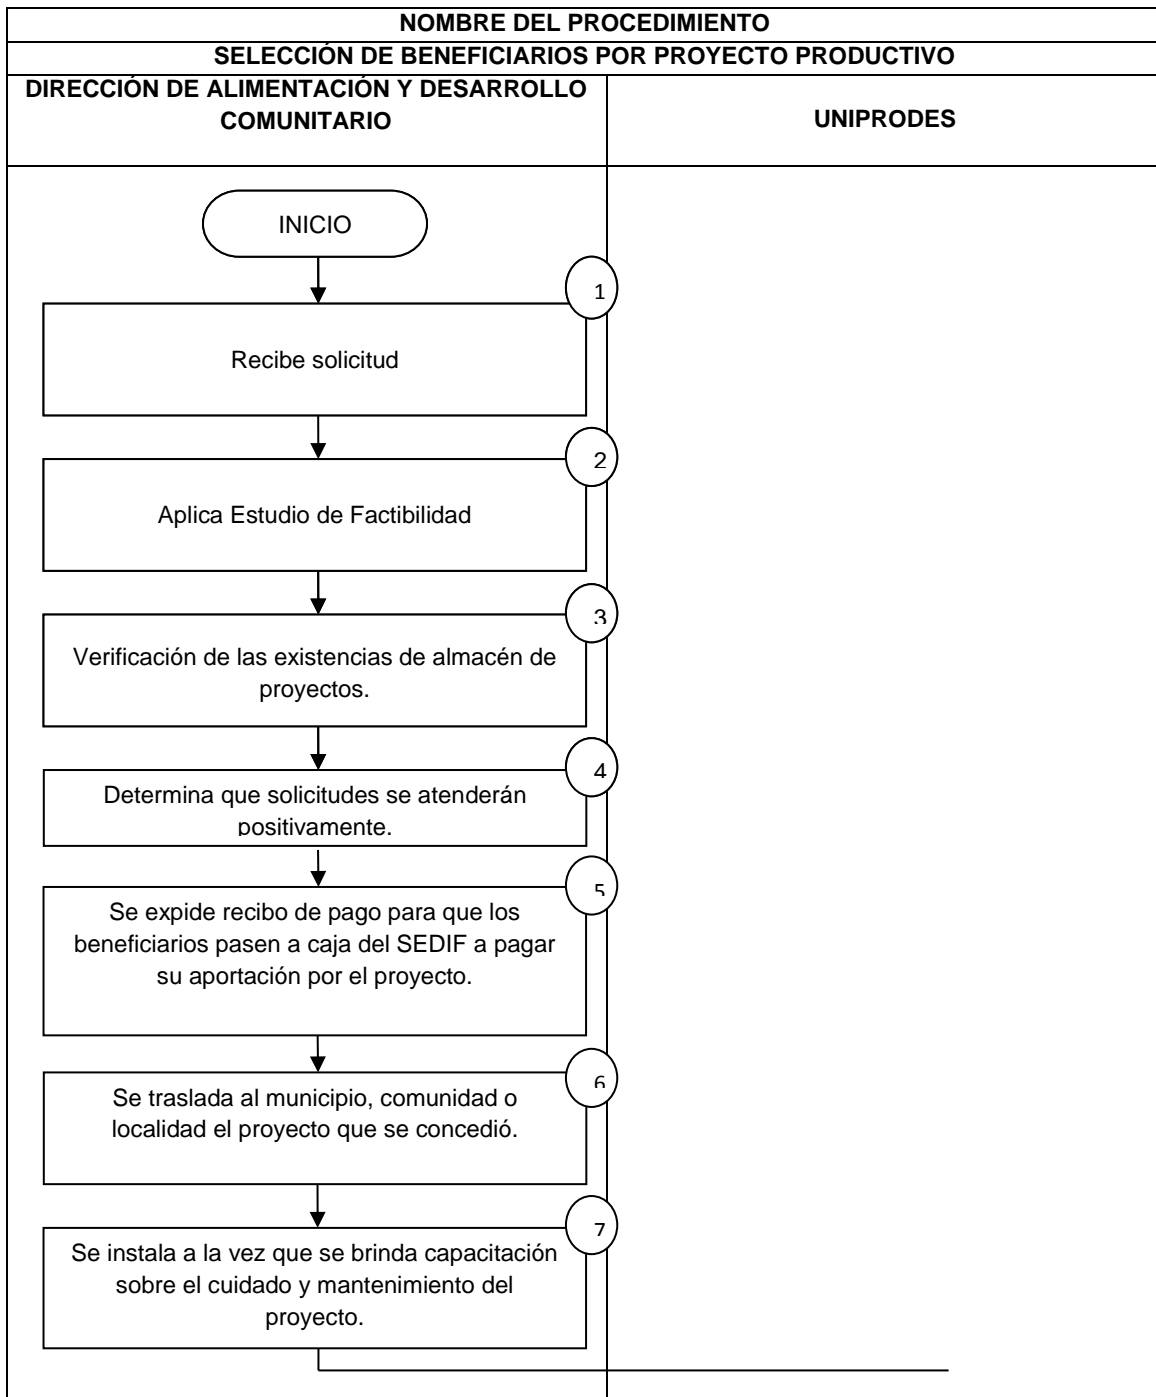 NOMBRE DEL PROCEDIMIENTO
SELECCIÓN DE BENEFICIARIOS POR PROYECTO PRODUCTIVO
DIRECCIÓN DE ALIMENTACIÓN Y DESARROLLO
COMUNITARIO
UNIPRODES
INICIO
1
Recibe solicitud
2
Aplica Estudio de Factibilidad
3
Verificación de las existencias de almacén de
proyectos.
4
Determina que solicitudes se atenderán
positivamente.
5
Se expide recibo de pago para que los
beneficiarios pasen a caja del SEDIF a pagar
su aportación por el proyecto.
6
Se traslada al municipio, comunidad o
localidad el proyecto que se concedió.
7
Se instala a la vez que se brinda capacitación
sobre el cuidado y mantenimiento del
proyecto.